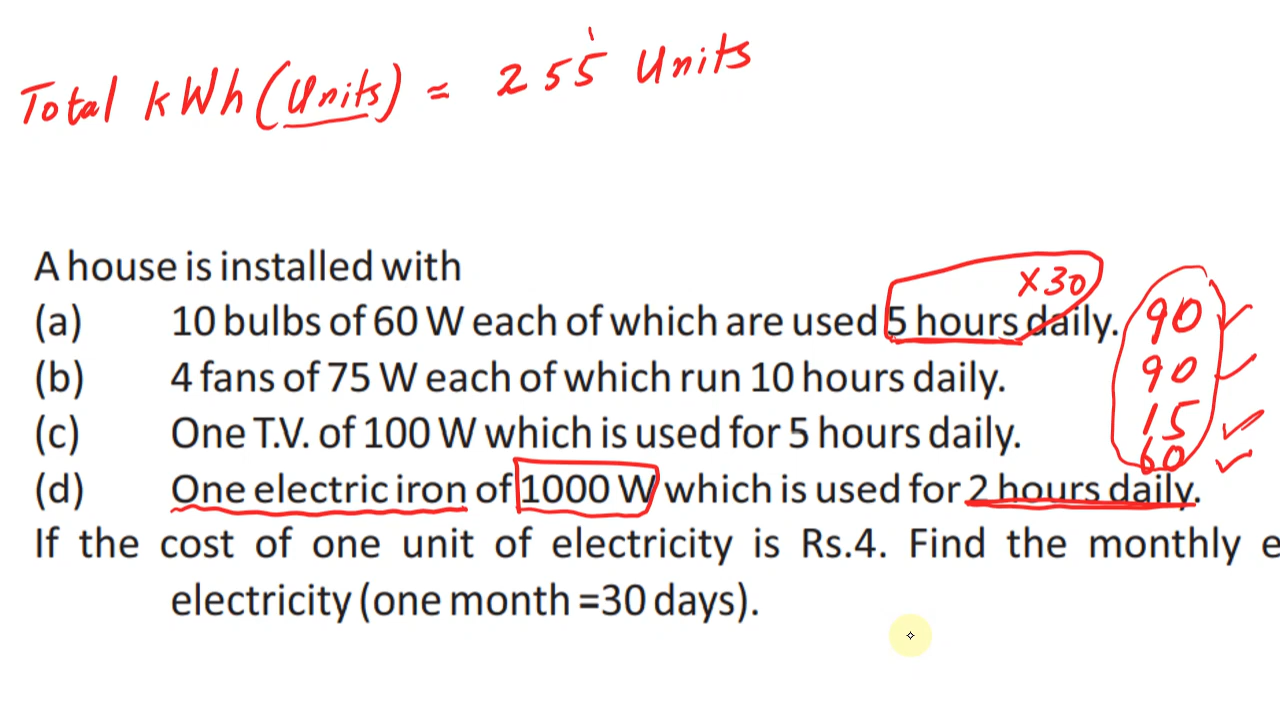 Total kWh (Units) = 255 Units
A house is installed with
×30
(a) 10 bulbs of 60 W each of which are used 5 hours daily. 90
(b) 4 fans of 75 W each of which run 10 hours daily. 90
(c) One T.V. of 100 W which is used for 5 hours daily. 15
60
(d) One electric iron of 1000 W which is used for 2 hours daily.
If the cost of one unit of electricity is Rs.4. Find the monthly e
electricity (one month =30 days).